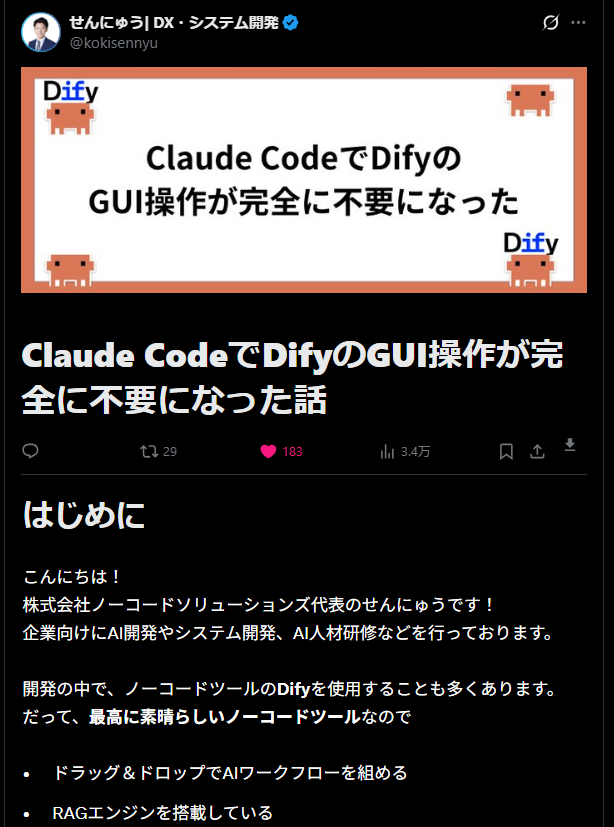 せんにゅう| DX・システム開発
@kokisennyu
Dify
Claude CodeでDifyの
GUI操作が完全に不要になった
Dify
Claude CodeでDifyのGUI操作が完
全に不要になった話
29
183
3.4万
はじめに
こんにちは！
株式会社ノーコードソリューションズ代表のせんにゅうです！
企業向けにAI開発やシステム開発、AI人材研修などを行っております。
開発の中で、ノーコードツールのDifyを使用することも多くあります。
だって、最高に素晴らしいノーコードツールなので
• ドラッグ＆ドロップでAIワークフローを組める
• RAGエンジンを搭載している